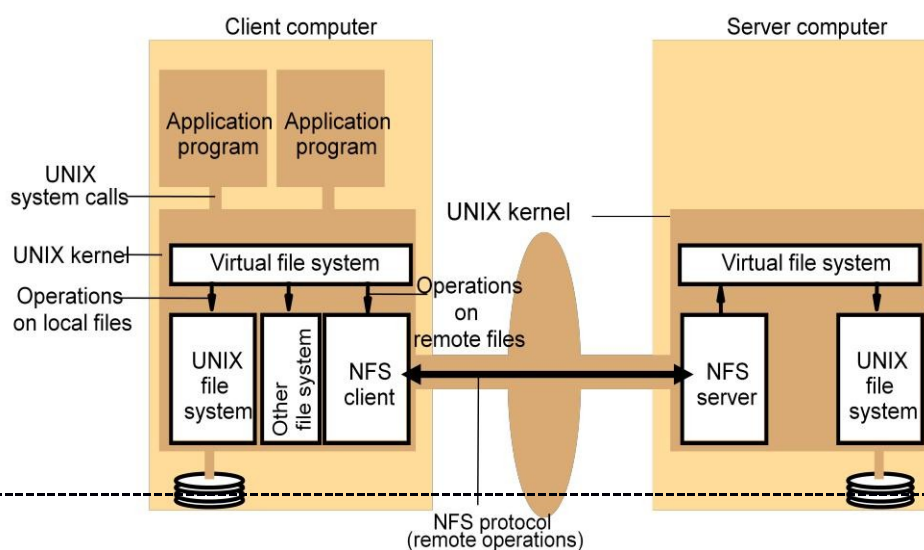 Client computer
Server computer
Application
program
Application
program
UNIX
system calls
UNIX kernel
UNIX kernel
Virtual file system
Virtual file system
Operations
on local files
Operations
on
remote files
UNIX
file
system
Other
file system
NFS
client
NFS
server
UNIX
file
system
NFS protocol
(remote operations)